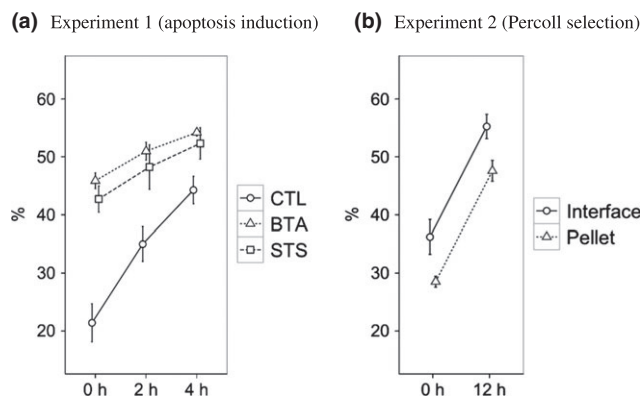 (a) Experiment 1 (apoptosis induction)
60
50
40
30
20
%
0 h 2 h 4 h
CTL
BTA
STS
(b) Experiment 2 (Percoll selection)
60
50
40
30
20
%
0 h 12 h
Interface
Pellet